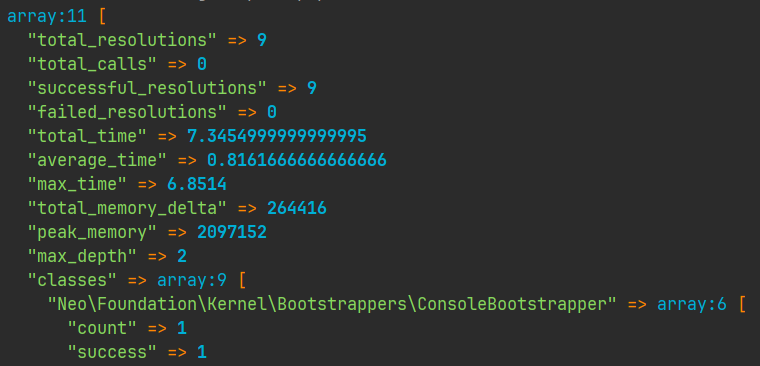 array:11 [
  "total_resolutions" => 9
  "total_calls" => 0
  "successful_resolutions" => 9
  "failed_resolutions" => 0
  "total_time" => 7.3454999999999995
  "average_time" => 0.8161666666666666
  "max_time" => 6.8514
  "total_memory_delta" => 264416
  "peak_memory" => 2097152
  "max_depth" => 2
  "classes" => array:9 [
    "Neo\Foundation\Kernel\Bootstrappers\ConsoleBootstrapper" => array:6 [
      "count" => 1
      "success" => 1